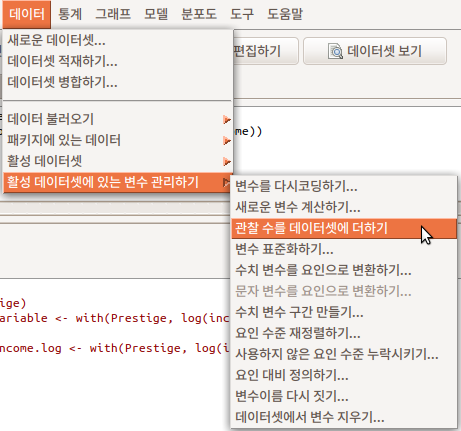 데이터 통계 그래프 모델 분포도 도구 도움말
새로운 데이터셋...
데이터셋 적재하기...
데이터셋 병합하기...
편집하기
데이터셋 보기
데이터 불러오기
패키지에 있는 데이터
활성 데이터셋
활성 데이터셋에 있는 변수 관리하기
me))
변수를 다시코딩하기...
새로운 변수 계산하기...
관찰 수를 데이터셋에 더하기
변수 표준화하기...
수치 변수를 요인으로 변환하기...
문자 변수를 요인으로 변환하기...
수치 변수 구간 만들기...
요인 수준 재정렬하기...
사용하지 않은 요인 수준 누락시키기...
요인 대비 정의하기...
변수이름 다시 짓기...
데이터셋에서 변수 지우기...
ige)
ariable <- with(Prestige, log(inc
ncome.log <- with(Prestige, log(i